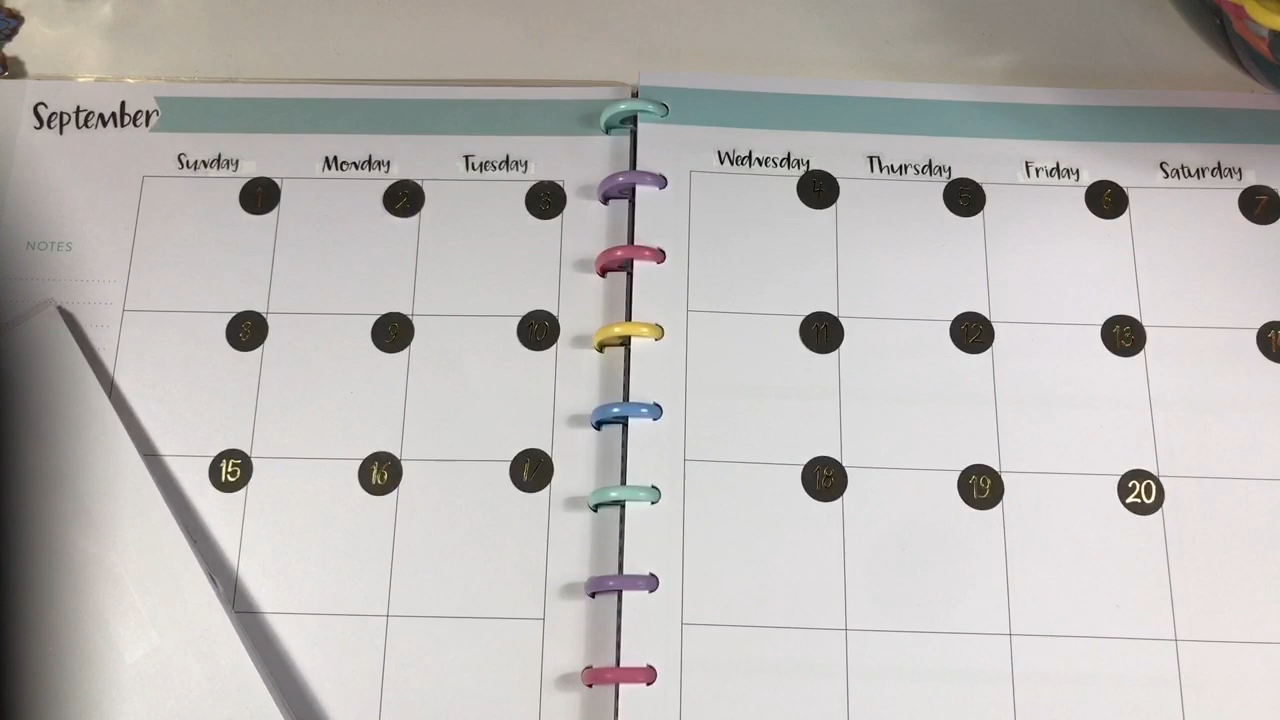 September
Sunday Monday Tuesday Wednesday Thursday Friday Saturday
1 2 3 4 5 6 7
NOTES
8 9 10 11 12 13
15 16 17 18 19 20